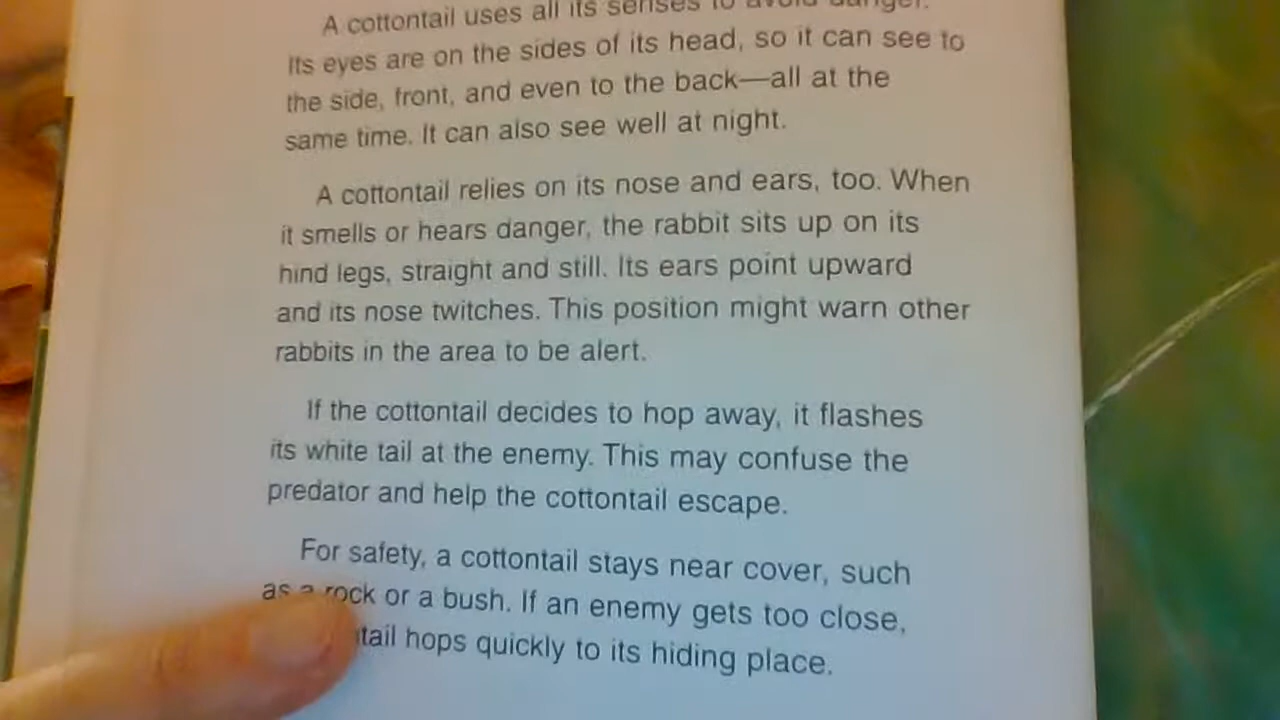 A cottontail uses all its senses to avoid danger.
Its eyes are on the sides of its head, so it can see to
the side, front, and even to the back—all at the
same time. It can also see well at night.
A cottontail relies on its nose and ears, too. When
it smells or hears danger, the rabbit sits up on its
hind legs, straight and still. Its ears point upward
and its nose twitches. This position might warn other
rabbits in the area to be alert.
If the cottontail decides to hop away, it flashes
its white tail at the enemy. This may confuse the
predator and help the cottontail escape.
For safety, a cottontail stays near cover, such
as a rock or a bush. If an enemy gets too close,
tail hops quickly to its hiding place.